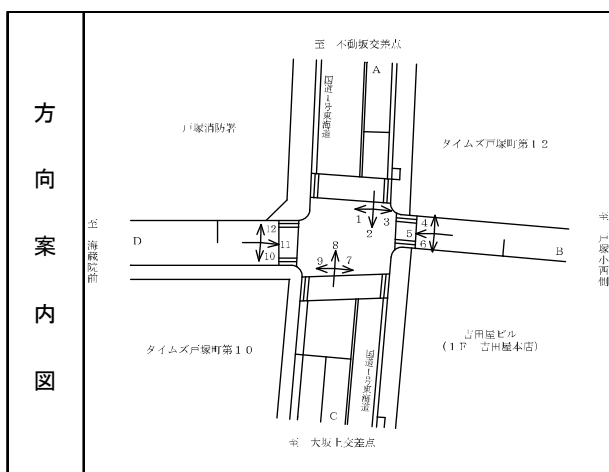 方向案内図
至 不動坂交差点
A
国道1号東海道
戸塚消防署
タイムズ戸塚町第12
至 海蔵院前
D
12
11
10
1
2
3
4
5
6
B
至 戸塚小西側
8
9
7
タイムズ戸塚町第10
国道1号東海道
吉田屋ビル
(1F 吉田屋本店)
C
至 大坂上交差点